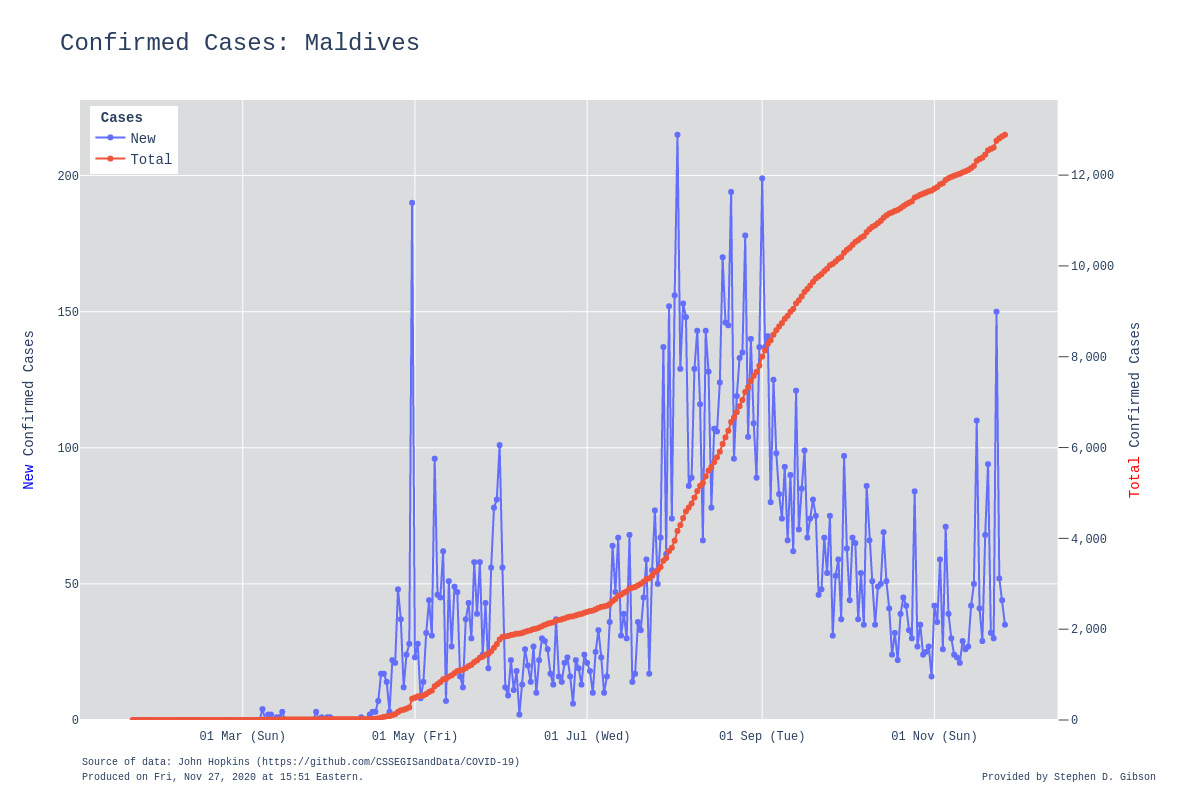 Confirmed Cases: Maldives
Cases
New
Total
200
150
100
50
0
12,000
10,000
8,000
6,000
4,000
2,000
0
New Confirmed Cases
Total Confirmed Cases
01 Mar (Sun)
01 May (Fri)
01 Jul (Wed)
01 Sep (Tue)
01 Nov (Sun)
Source of data: John Hopkins (https://github.com/CSSEGISandData/COVID-19)
Produced on Fri, Nov 27, 2020 at 15:51 Eastern.
Provided by Stephen D. Gibson